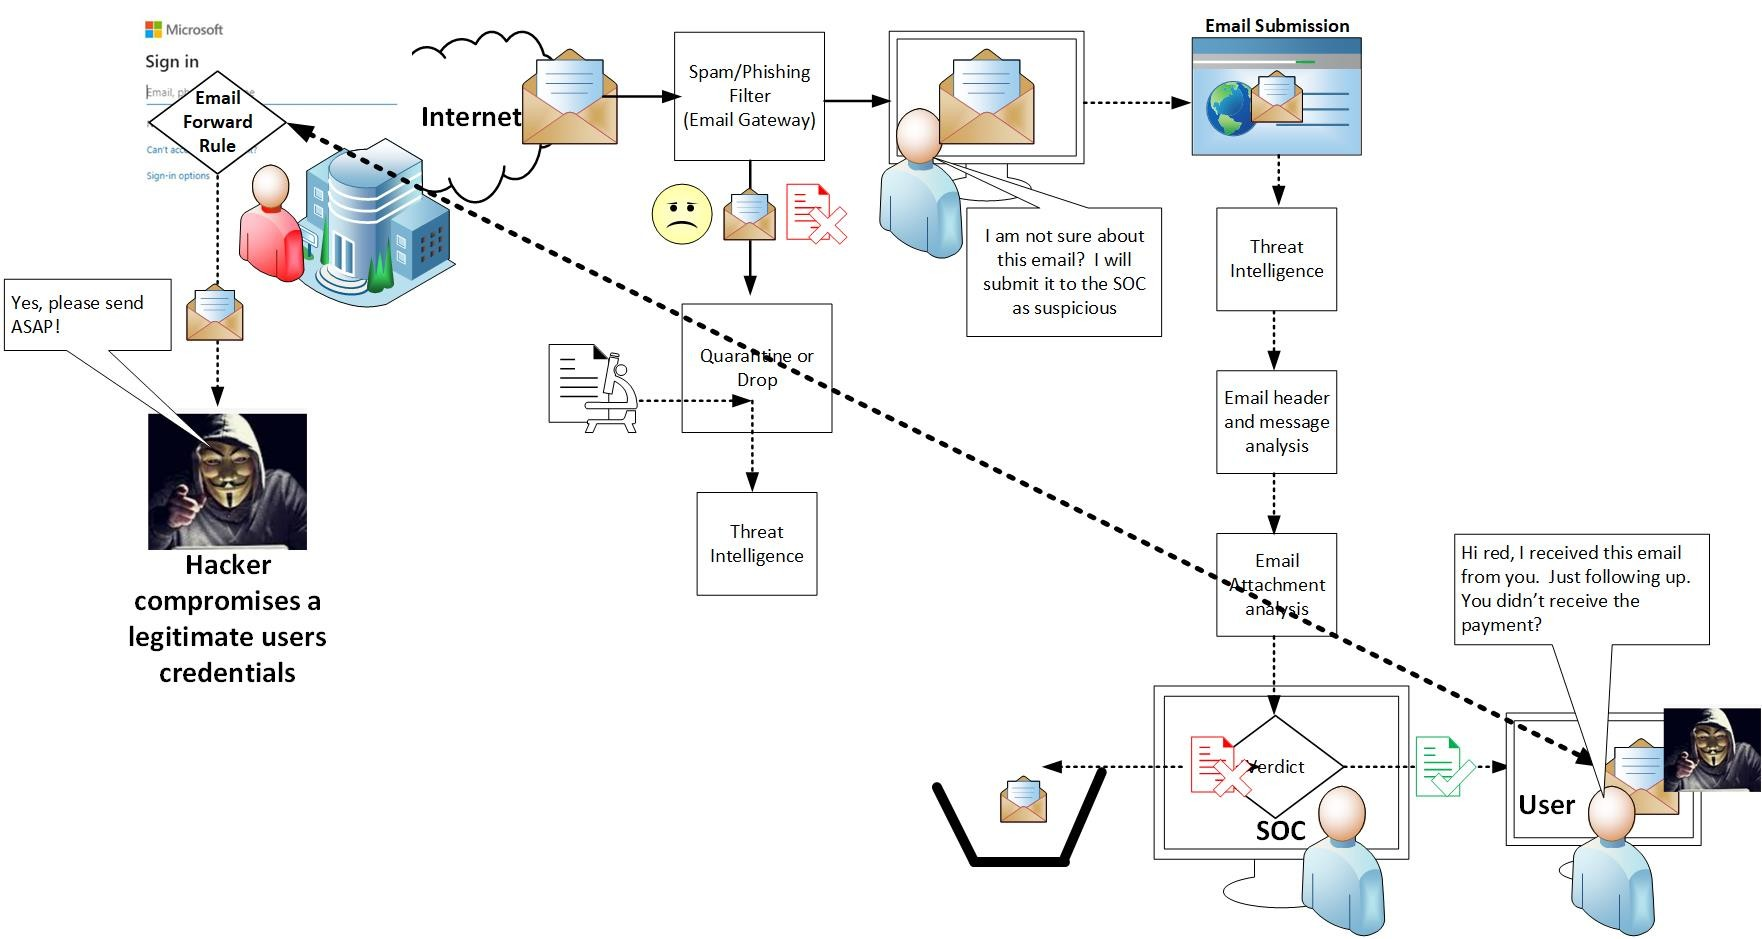 Microsoft
Sign in
Email
Forward
Rule
Can't
Sign-in options
Yes, please send
ASAP!
Hacker
compromises a
legitimate users
credentials
Internet
Spam/Phishing
Filter
(Email Gateway)
Quarantine or
Drop
Threat
Intelligence
I am not sure about
this email?  I will
submit it to the SOC
as suspicious
Email Submission
Threat
Intelligence
Email header
and message
analysis
Email
Attachment
analysis
Verdict
SOC
Hi red, I received this email
from you.  Just following up.
You didn’t receive the
payment?
User